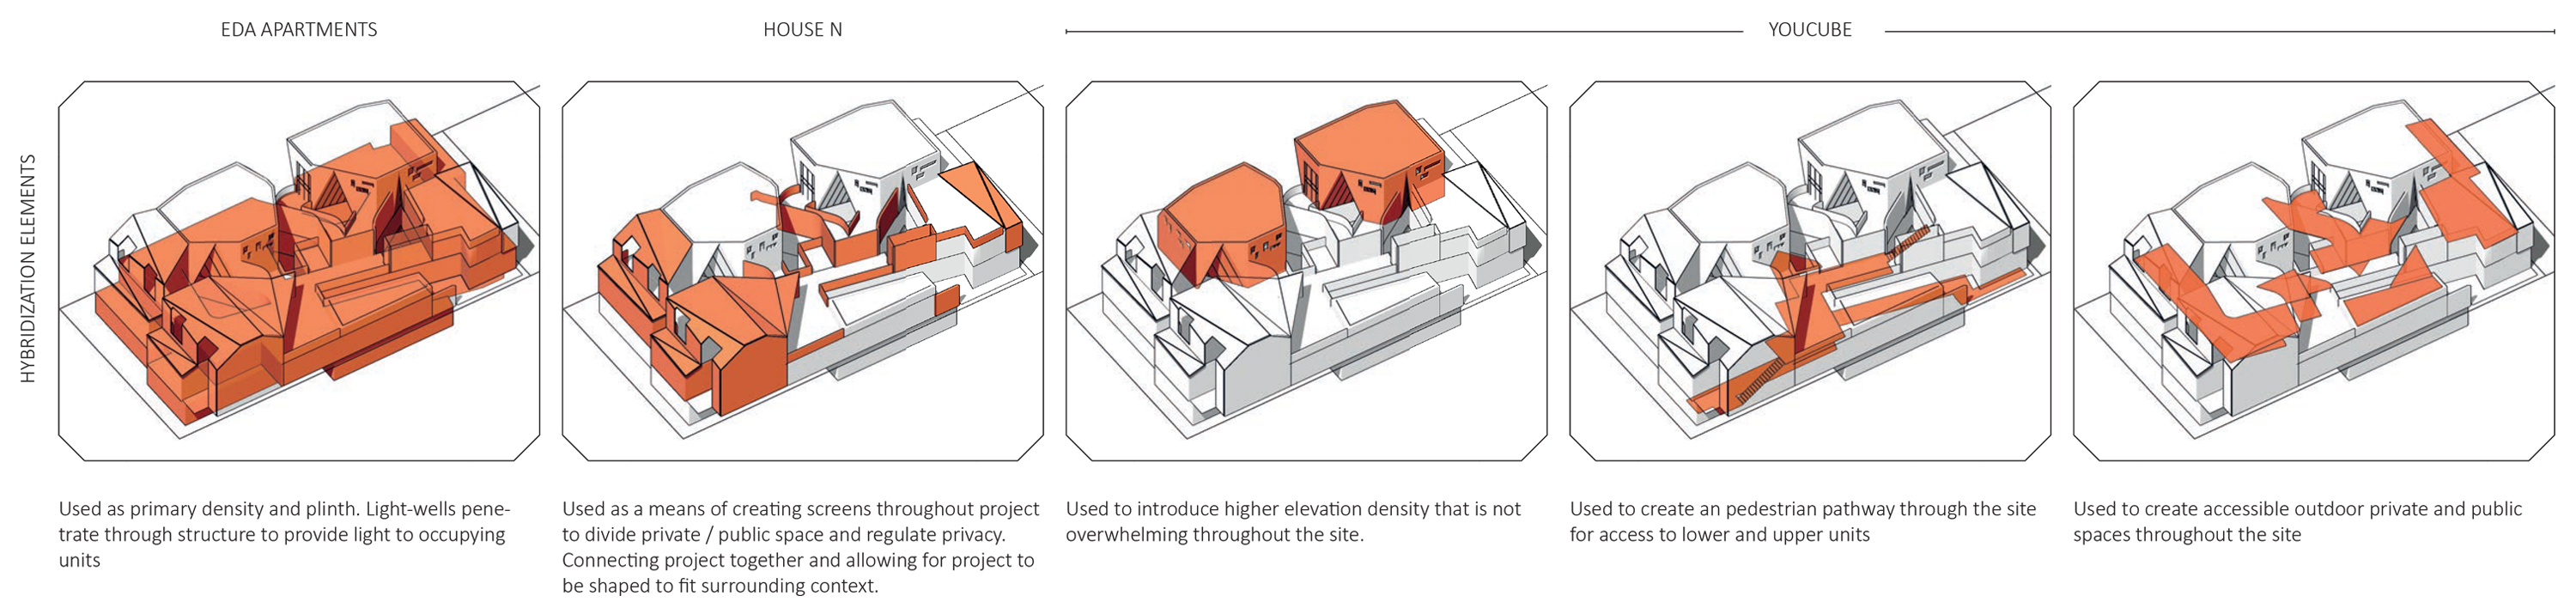 EDA APARTMENTS
HOUSE N
YOUCUBE
HYBRIDIZATION ELEMENTS
Used as primary density and plinth. Light-wells pene-
trate through structure to provide light to occupying
units
Used as a means of creating screens throughout project
to divide private / public space and regulate privacy.
Connecting project together and allowing for project to
be shaped to fit surrounding context.
Used to introduce higher elevation density that is not
overwhelming throughout the site.
Used to create an pedestrian pathway through the site
for access to lower and upper units
Used to create accessible outdoor private and public
spaces throughout the site